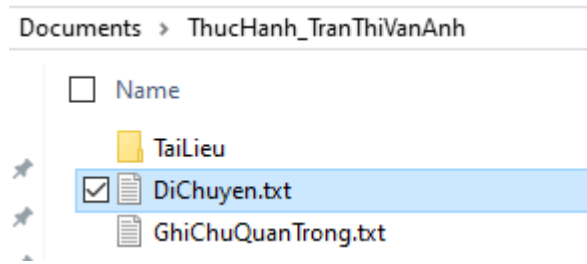 Documents > ThucHanh_TranThiVanAnh
Name
TaiLieu
DiChuyen.txt
GhiChuQuanTrong.txt